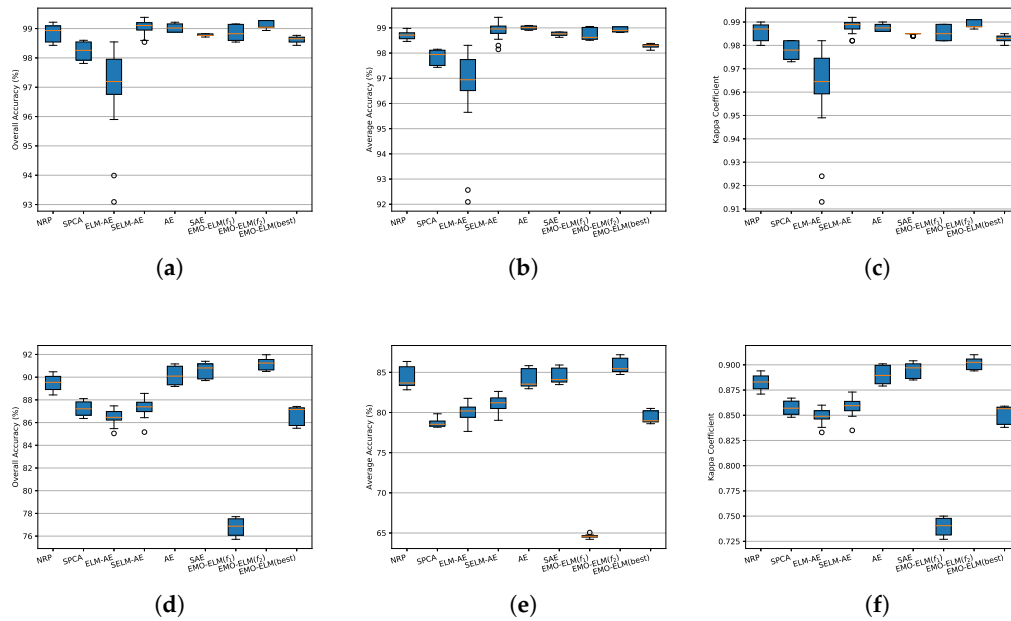 99
98
97
96
95
94
93
Overall Accuracy (%)
NRP
SPCA
ELM-AE
SELM-AE
AE
SAE
EMO-ELM(f1)
EMO-ELM(f2)
EMO-ELM(best)
(a)
99
98
97
96
95
94
93
92
Average Accuracy (%)
NRP
SPCA
ELM-AE
SELM-AE
AE
SAE
EMO-ELM(f1)
EMO-ELM(f2)
EMO-ELM(best)
(b)
0.99
0.98
0.97
0.96
0.95
0.94
0.93
0.92
0.91
Kappa Coefficient
NRP
SPCA
ELM-AE
SELM-AE
AE
SAE
EMO-ELM(f1)
EMO-ELM(f2)
EMO-ELM(best)
(c)
92
90
88
86
84
82
80
78
76
Overall Accuracy (%)
NRP
SPCA
ELM-AE
SELM-AE
AE
SAE
EMO-ELM(f1)
EMO-ELM(f2)
EMO-ELM(best)
(d)
85
80
75
70
65
Average Accuracy (%)
NRP
SPCA
ELM-AE
SELM-AE
AE
SAE
EMO-ELM(f1)
EMO-ELM(f2)
EMO-ELM(best)
(e)
0.900
0.875
0.850
0.825
0.800
0.775
0.750
0.725
Kappa Coefficient
NRP
SPCA
ELM-AE
SELM-AE
AE
SAE
EMO-ELM(f1)
EMO-ELM(f2)
EMO-ELM(best)
(f)